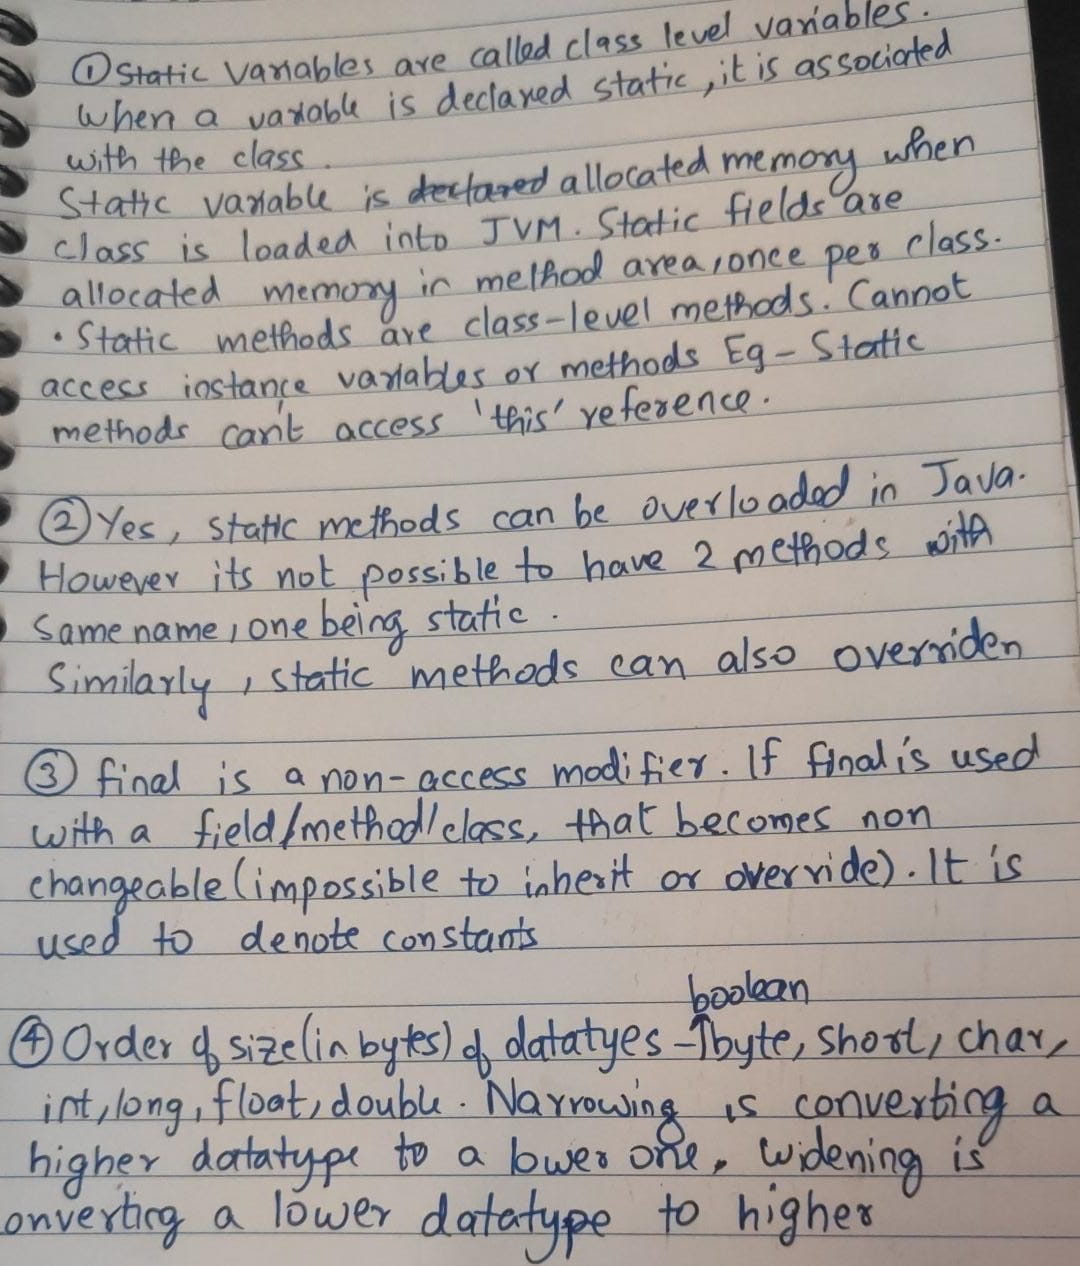 ① Static variables are called class level variables.
When a variable is declared static, it is associated
with the class.
Static variable is declared allocated memory when
class is loaded into JVM. Static fields are
allocated memory in method area, once per class.
• Static methods are class-level methods. Cannot
access instance variables or methods Eg - Static
methods can't access 'this' reference.
② Yes, static methods can be overloaded in Java.
However its not possible to have 2 methods with
same name, one being static.
Similarly, static methods can also overriden
③ final is a non-access modifier. If final is used
with a field/method/class, that becomes non
changeable (impossible to inherit or override). It is
used to denote constants
boolean
④ Order of size (in bytes) of datatyes - byte, short, char,
int, long, float, double. Narrowing is converting a
higher datatype to a lower one. Widening is
onverting a lower datatype to higher